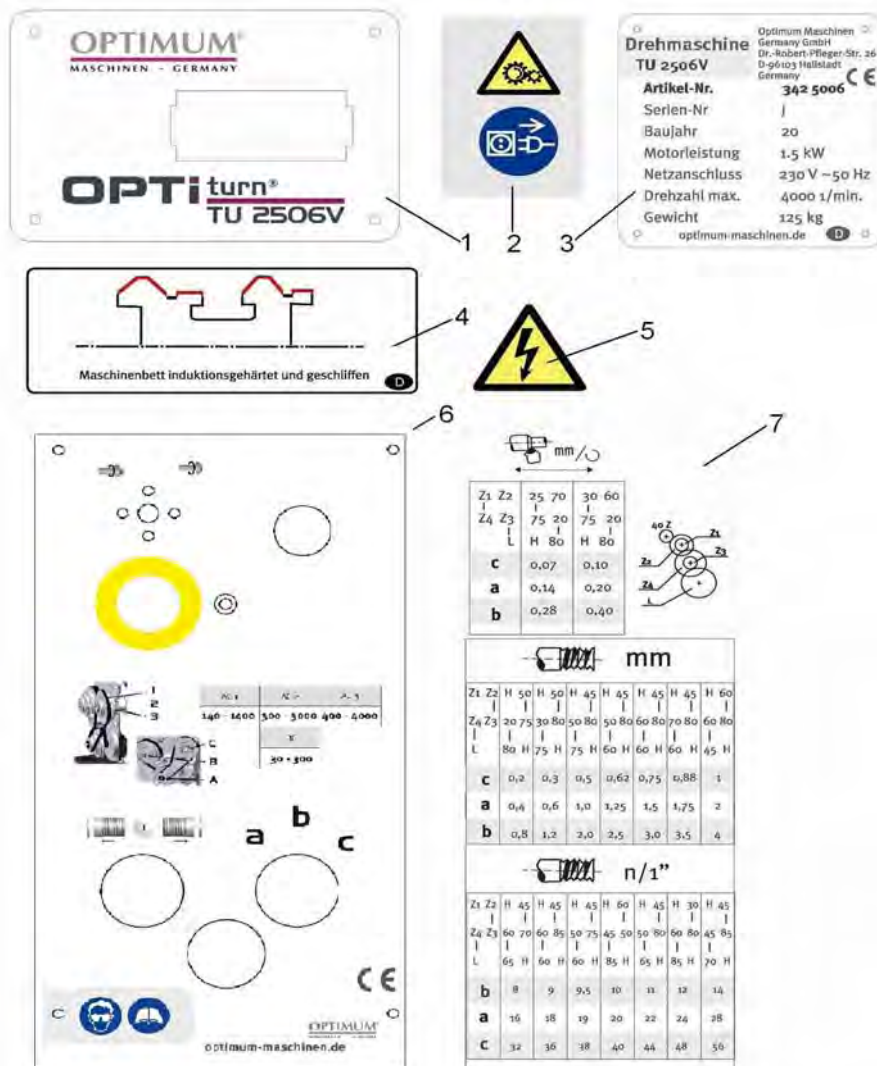 OPTIMUM®
MASCHINEN - GERMANY
OPTi turn®
TU 2506V
1
2
Drehmaschine
TU 2506V
Optimum Maschinen
Germany GmbH
Dr.-Robert-Pfleger-Str. 26
D-96103 Hallstadt
Germany
CE
Artikel-Nr. 342 5006
Serien-Nr
Baujahr 20
Motorleistung 1.5 kW
Netzanschluss 230 V ~50 Hz
Drehzahl max. 4000 1/min.
Gewicht 125 kg
optimum-maschinen.de D
3
Maschinenbett induktionsgehärtet und geschliffen D
4
5
6
1
2
3
C
B
A
140 - 1400 300 - 3000 400 - 4000
30 - 300
a b c
CE
OPTIMUM®
optimum-maschinen.de
7
mm/
Z1 Z2 25 70 30 60
Z4 Z3 75 20 75 20
L H 80 H 80
c 0,07 0,10
a 0,14 0,20
b 0,28 0,40
40 Z
Z1
Z2
Z3
Z4
L
mm
Z1 Z2 H 50 H 50 H 45 H 45 H 45 H 45 H 60
Z4 Z3 20 75 30 80 50 80 50 80 60 80 70 80 60 80
L 80 H 75 H 75 H 60 H 60 H 60 H 45 H
c 0,2 0,3 0,5 0,62 0,75 0,88 1
a 0,4 0,6 1,0 1,25 1,5 1,75 2
b 0,8 1,2 2,0 2,5 3,0 3,5 4
n/1"
Z1 Z2 H 45 H 45 H 45 H 60 H 45 H 30 H 45
Z4 Z3 60 70 60 85 50 75 45 50 50 80 60 80 45 85
L 65 H 60 H 60 H 85 H 65 H 85 H 70 H
b 8 9 9,5 10 11 12 14
a 16 18 19 20 22 24 28
c 32 36 38 40 44 48 56